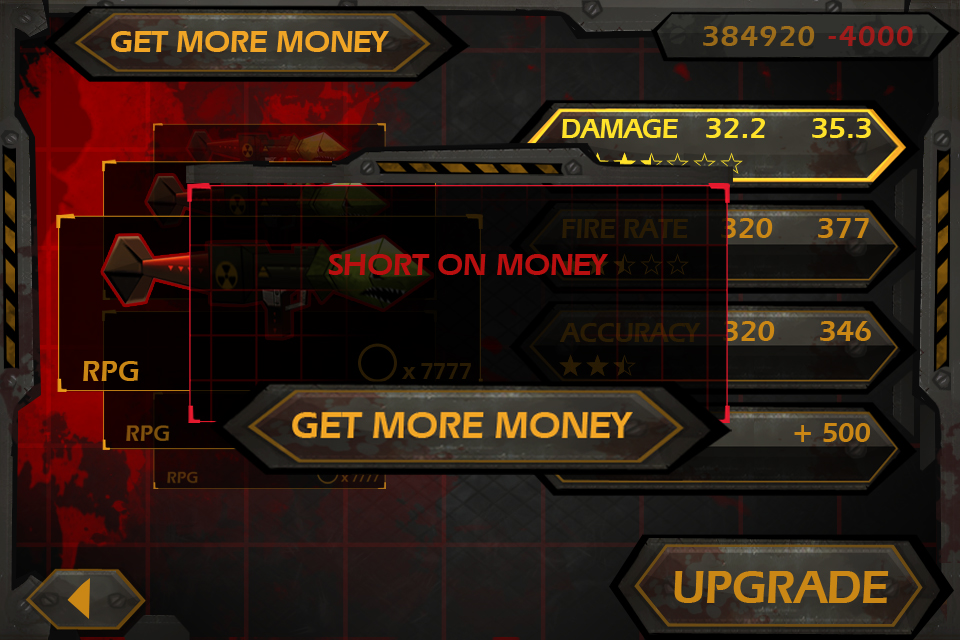 GET MORE MONEY
384920 -4000
DAMAGE 32.2 35.3
FIRE RATE 320 377
SHORT ON MONEY
ACCURACY 320 346
RPG x 7777
GET MORE MONEY
+ 500
RPG
RPG x 7777
UPGRADE